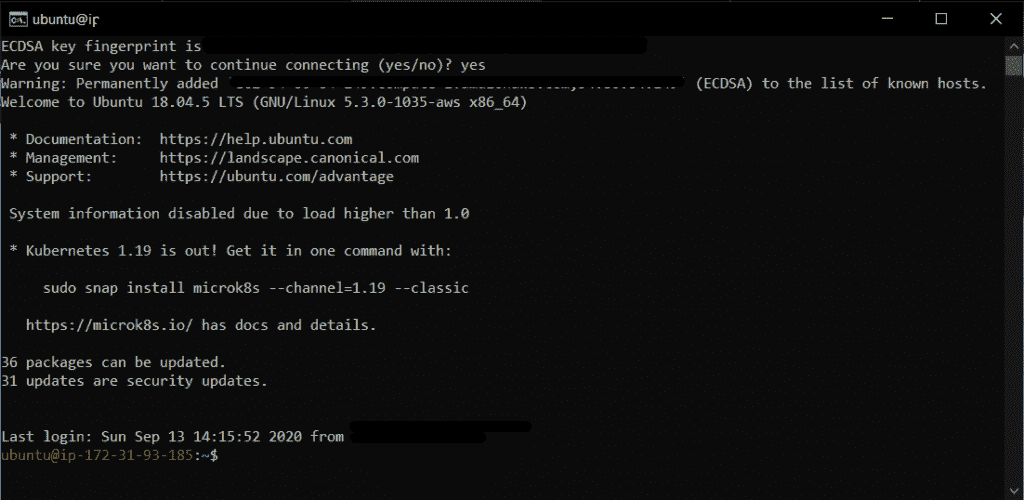 ubuntu@ip
ECDSA key fingerprint is
Are you sure you want to continue connecting (yes/no)? yes
Warning: Permanently added (ECDSA) to the list of known hosts.
Welcome to Ubuntu 18.04.5 LTS (GNU/Linux 5.3.0-1035-aws x86_64)
* Documentation:  https://help.ubuntu.com
* Management:     https://landscape.canonical.com
* Support:        https://ubuntu.com/advantage
System information disabled due to load higher than 1.0
* Kubernetes 1.19 is out! Get it in one command with:
sudo snap install microk8s --channel=1.19 --classic
https://microk8s.io/ has docs and details.
36 packages can be updated.
31 updates are security updates.
Last login: Sun Sep 13 14:15:52 2020 from
ubuntu@ip-172-31-93-185:~$